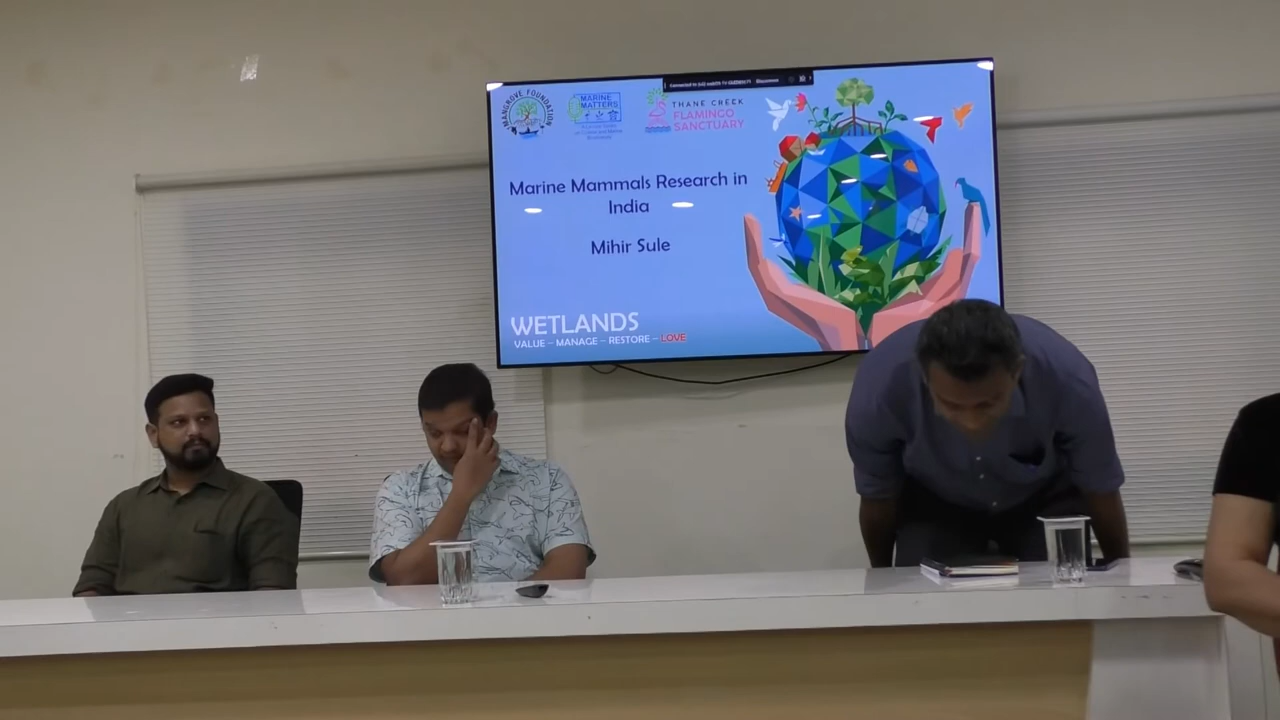 MANGROVE FOUNDATION
MARINE
MATTERS
THANE CREEK
FLAMINGO
SANCTUARY
Marine Mammals Research in
India
Mihir Sule
WETLANDS
VALUE – MANAGE – RESTORE – LOVE